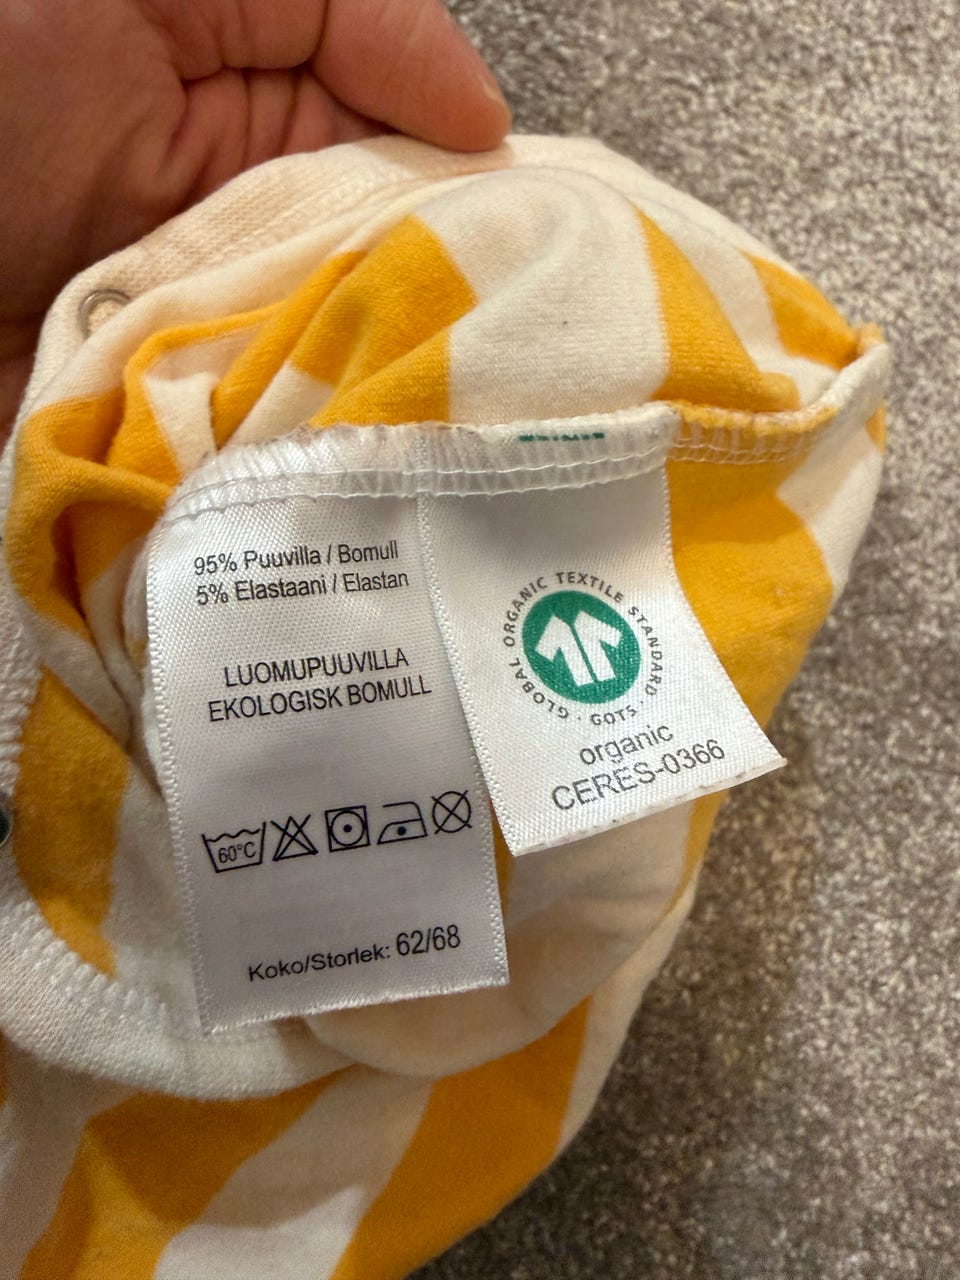 95% Puuvilla / Bomull
5% Elastaani / Elastan
LUOMUPUUVILLA
EKOLOGISK BOMULL
60°C
Koko/Storlek: 62/68
GLOBAL ORGANIC TEXTILE STANDARD
· GOTS ·
organic
CERES-0366